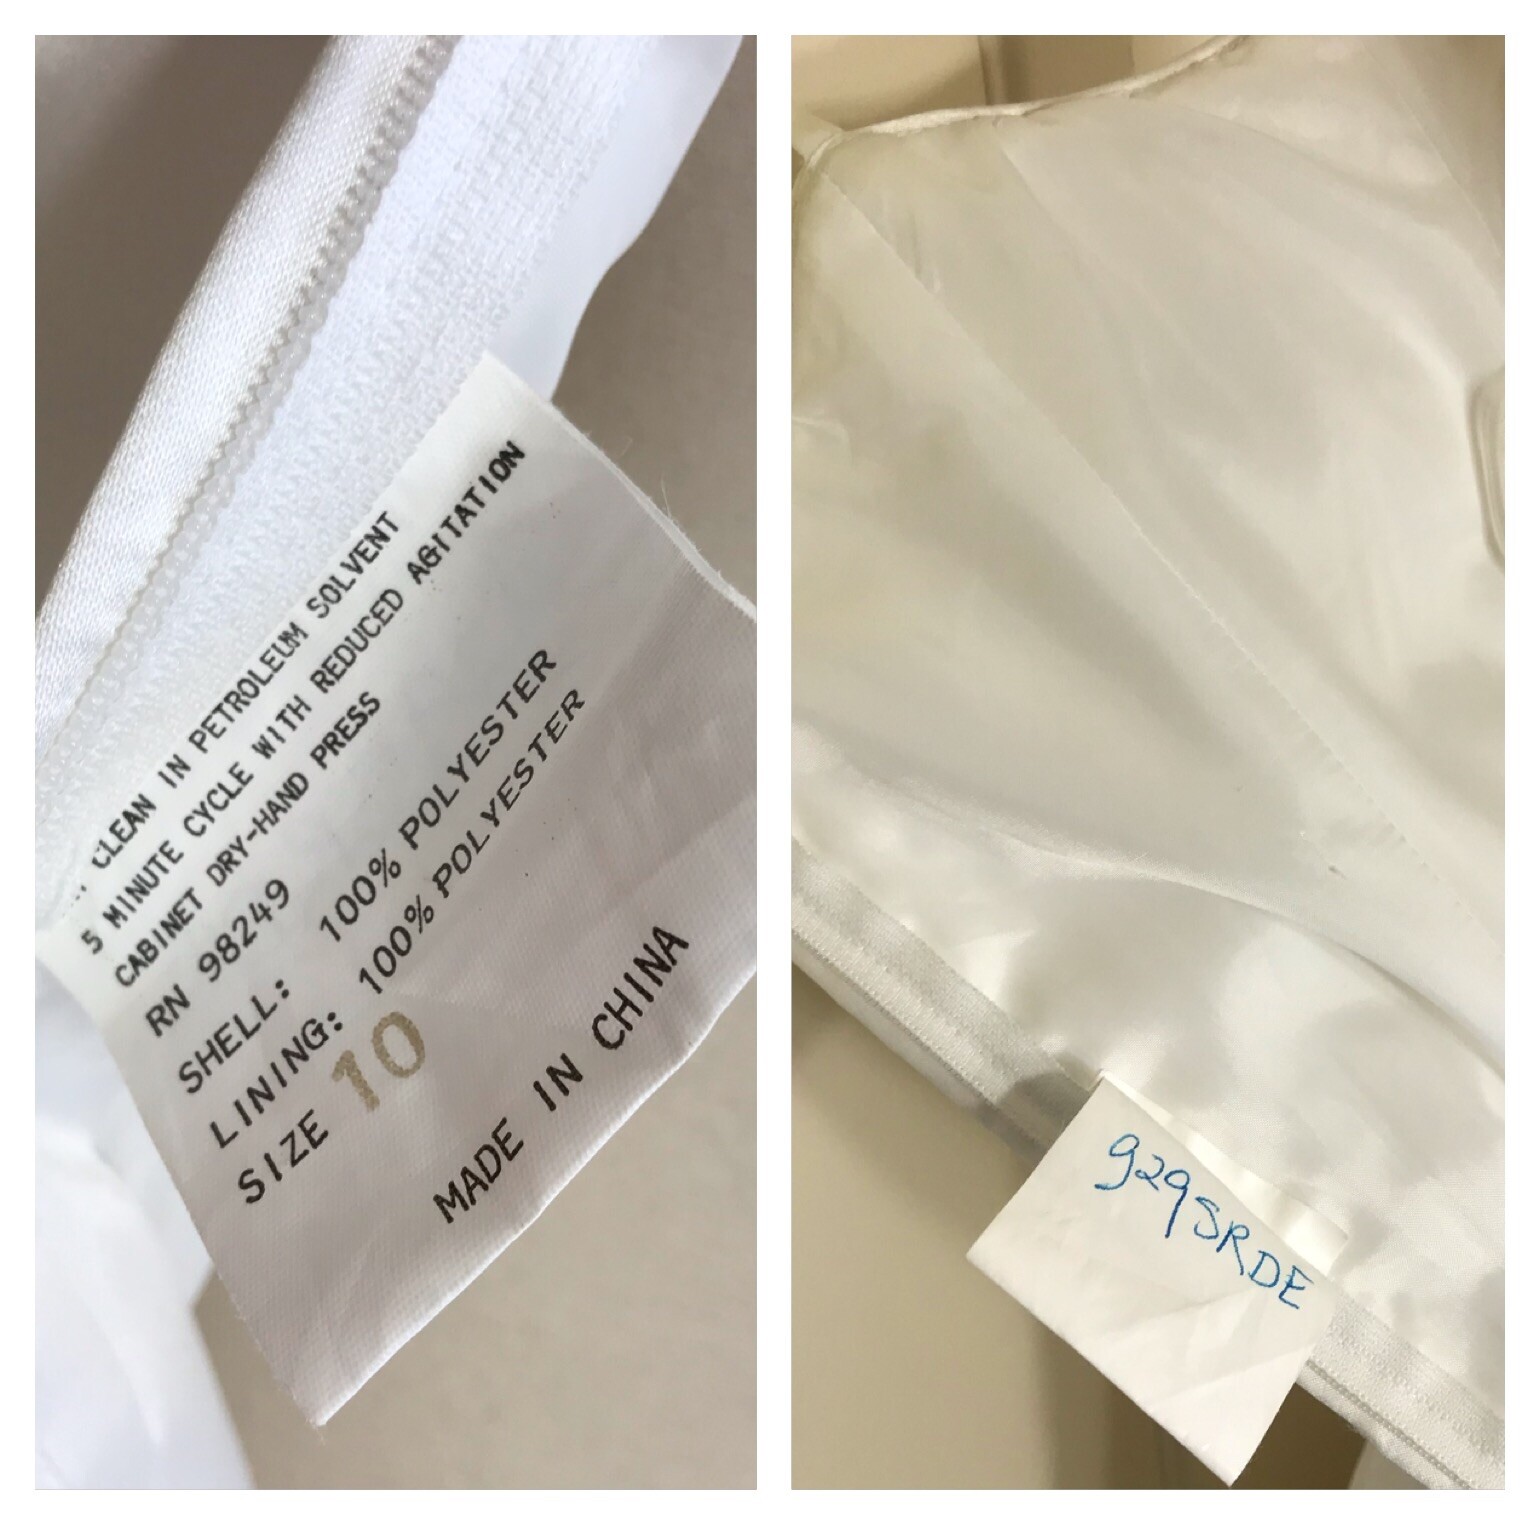 CLEAN IN PETROLEUM SOLVENT
5 MINUTE CYCLE WITH REDUCED AGITATION
CABINET DRY-HAND PRESS
RN 98249
SHELL: 100% POLYESTER
LINING: 100% POLYESTER
SIZE 10
MADE IN CHINA
929SRDE